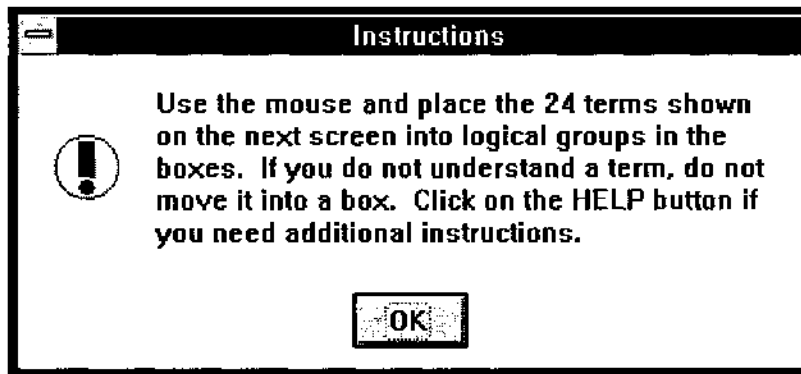 Instructions
Use the mouse and place the 24 terms shown
on the next screen into logical groups in the
boxes. If you do not understand a term, do not
move it into a box. Click on the HELP button if
you need additional instructions.
OK